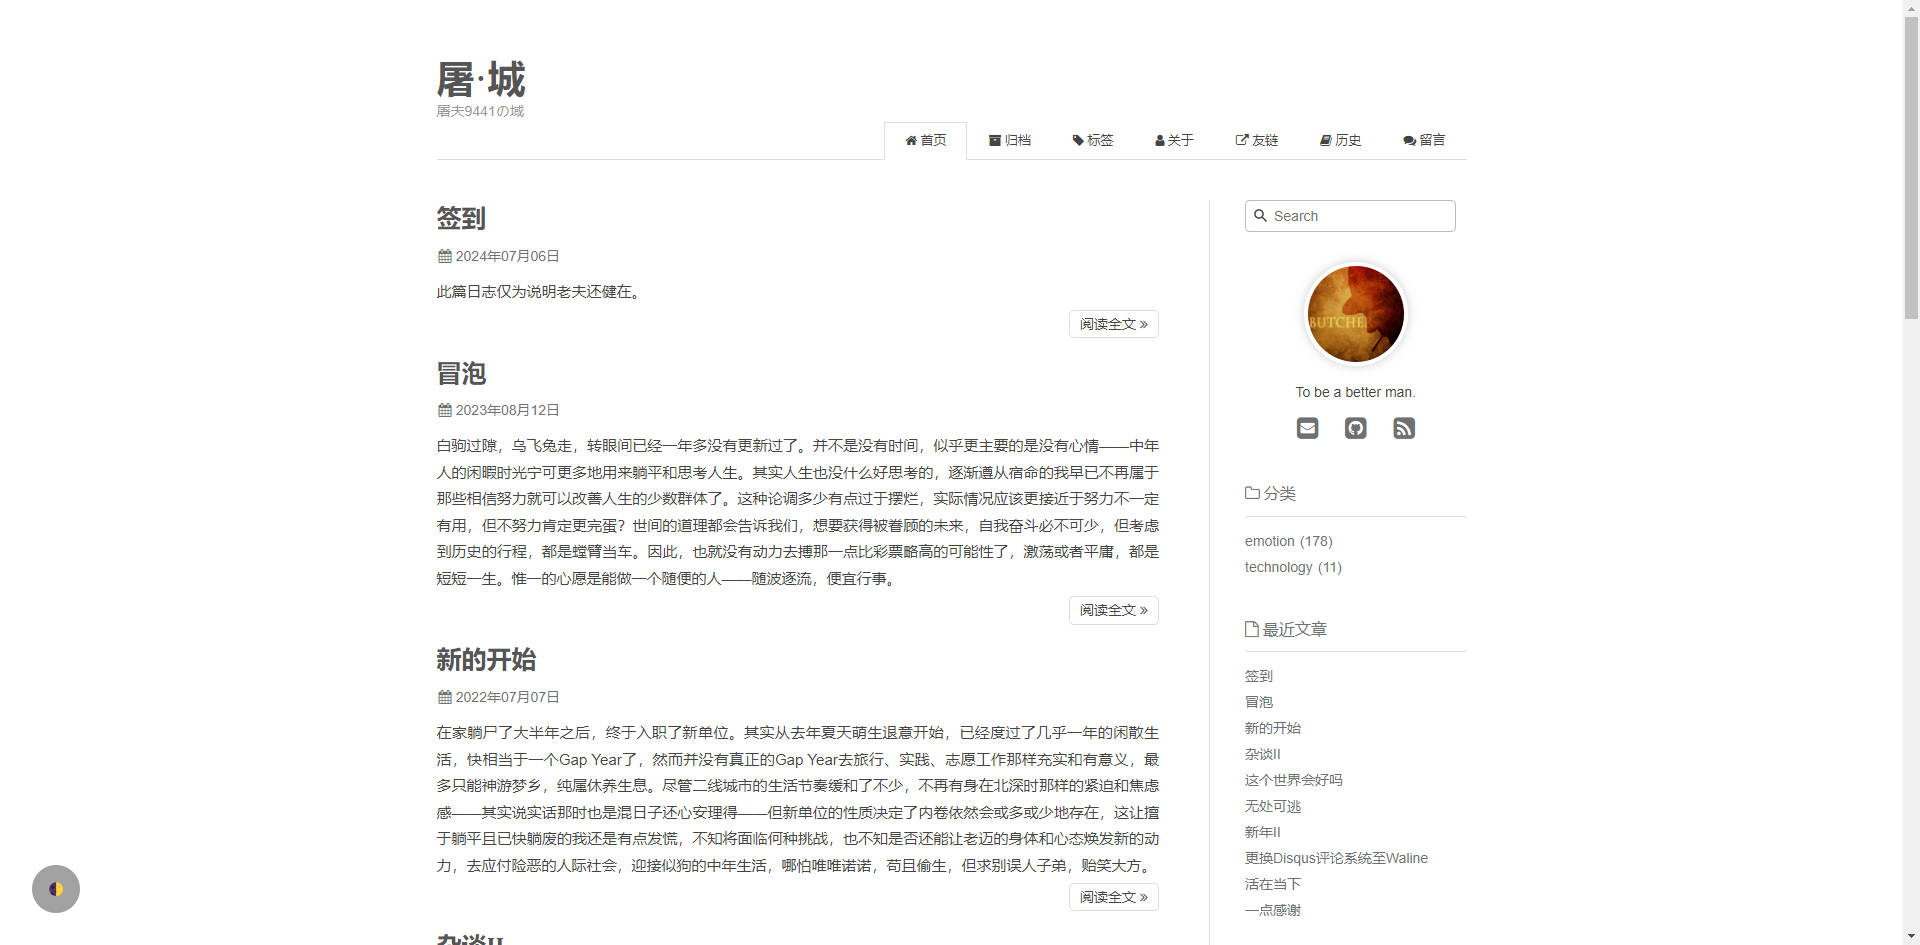 屠·城
屠夫9441の域
首页 归档 标签 关于 友链 历史 留言
签到
2024年07月06日
此篇日志仅为说明老夫还健在。
阅读全文 »
冒泡
2023年08月12日
白驹过隙，乌飞兔走，转眼间已经一年多没有更新过了。并不是没有时间，似乎更主要的是没有心情——中年
人的闲暇时光宁可更多地用来躺平和思考人生。其实人生也没什么好思考的，逐渐遵从宿命的我早已不再属于
那些相信努力就可以改善人生的少数群体了。这种论调多少有点过于摆烂，实际情况应该更接近于努力不一定
有用，但不努力肯定更完蛋？世间的道理都会告诉我们，想要获得被眷顾的未来，自我奋斗必不可少，但考虑
到历史的行程，都是螳臂当车。因此，也就没有动力去搏那一点比彩票略高的可能性了，激荡或者平庸，都是
短短一生。惟一的心愿是能做一个随便的人——随波逐流，便宜行事。
阅读全文 »
新的开始
2022年07月07日
在家躺尸了大半年之后，终于入职了新单位。其实从去年夏天萌生退意开始，已经度过了几乎一年的闲散生
活，快相当于一个Gap Year了，然而并没有真正的Gap Year去旅行、实践、志愿工作那样充实和有意义，最
多只能神游梦乡，纯属休养生息。尽管二线城市的生活节奏缓和了不少，不再有身在北深时那样的紧迫和焦虑
感——其实说实话那时也是混日子还心安理得——但新单位的性质决定了内卷依然会或多或少地存在，这让擅
于躺平且已快躺废的我还是有点发慌，不知将面临何种挑战，也不知是否还能让老迈的身体和心态焕发新的动
力，去应付险恶的人际社会，迎接似狗的中年生活，哪怕唯唯诺诺，苟且偷生，但求别误人子弟，贻笑大方。
阅读全文 »
杂谈II
Search
BUTCHE
To be a better man.
分类
emotion (178)
technology (11)
最近文章
签到
冒泡
新的开始
杂谈II
这个世界会好吗
无处可逃
新年II
更换Disqus评论系统至Waline
活在当下
一点感谢